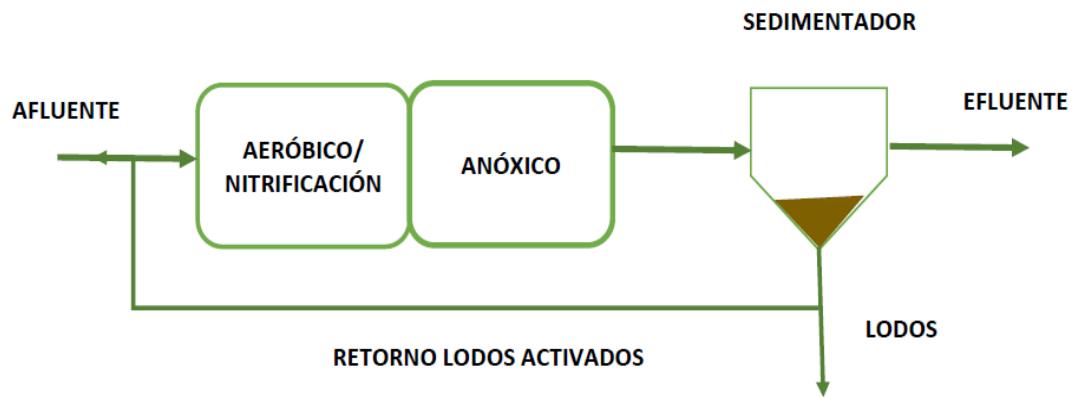 SEDIMENTADOR
AFLUENTE
EFLUENTE
AERÓBICO/
NITRIFICACIÓN
ANÓXICO
LODOS
RETORNO LODOS ACTIVADOS